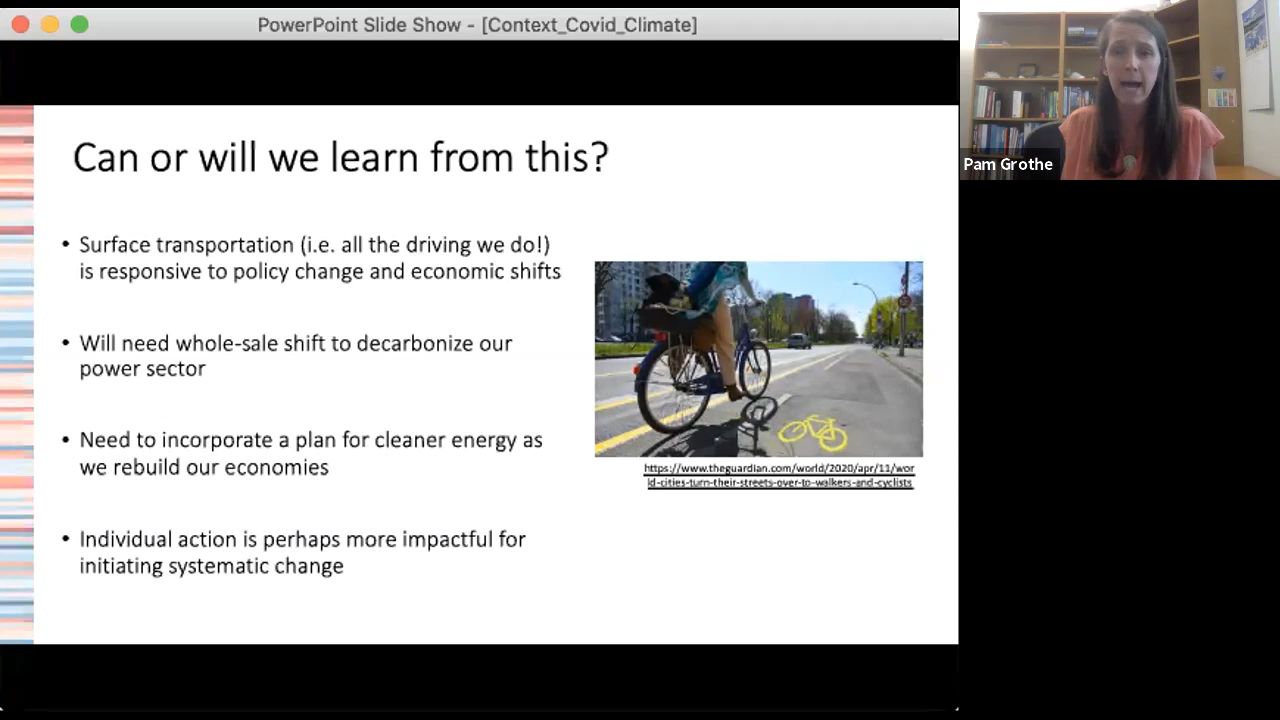 PowerPoint Slide Show - [Context_Covid_Climate]
Can or will we learn from this?
• Surface transportation (i.e. all the driving we do!)
is responsive to policy change and economic shifts
• Will need whole-sale shift to decarbonize our
power sector
• Need to incorporate a plan for cleaner energy as
we rebuild our economies
• Individual action is perhaps more impactful for
initiating systematic change
https://www.theguardian.com/world/2020/apr/11/wor
ld-cities-turn-their-streets-over-to-walkers-and-cyclists
Pam Grothe